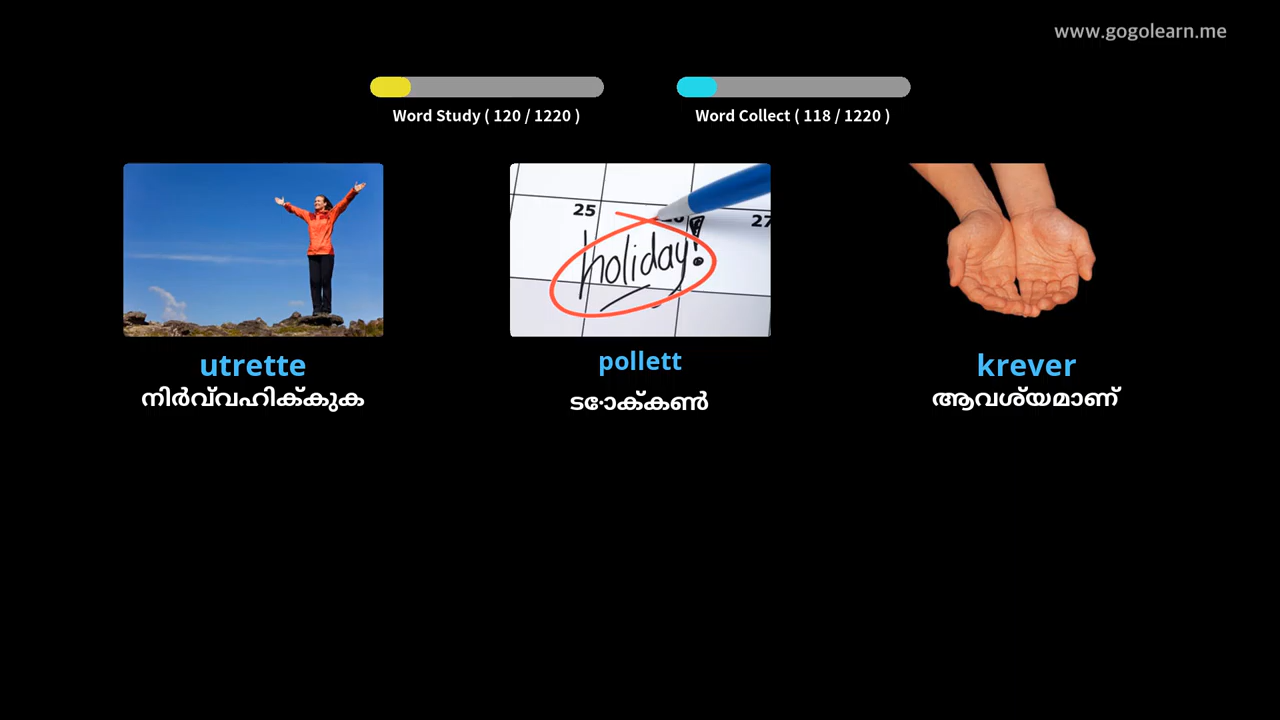 www.gogolearn.me
Word Study ( 120 / 1220 )
Word Collect ( 118 / 1220 )
25
27
holiday!
utrette
നിർവ്വഹിക്കുക
pollett
ടോക്കൺ
krever
ആവശ്യമാണ്